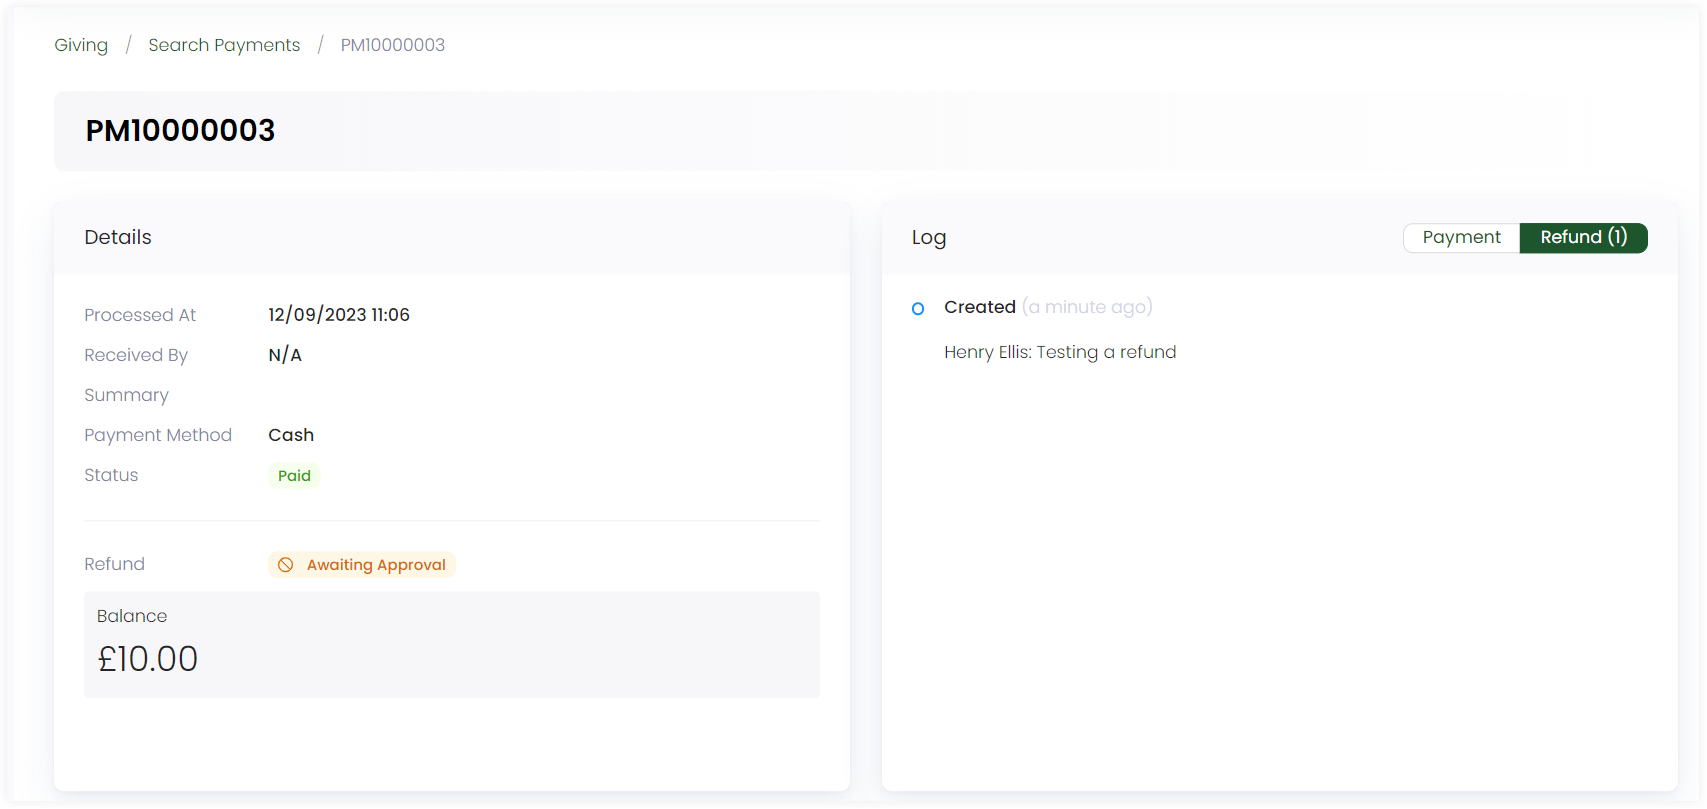 Giving / Search Payments / PM10000003
PM10000003
Details
Processed At 12/09/2023 11:06
Received By N/A
Summary
Payment Method Cash
Status Paid
Refund Awaiting Approval
Balance
£10.00
Log Payment Refund (1)
Created (a minute ago)
Henry Ellis: Testing a refund